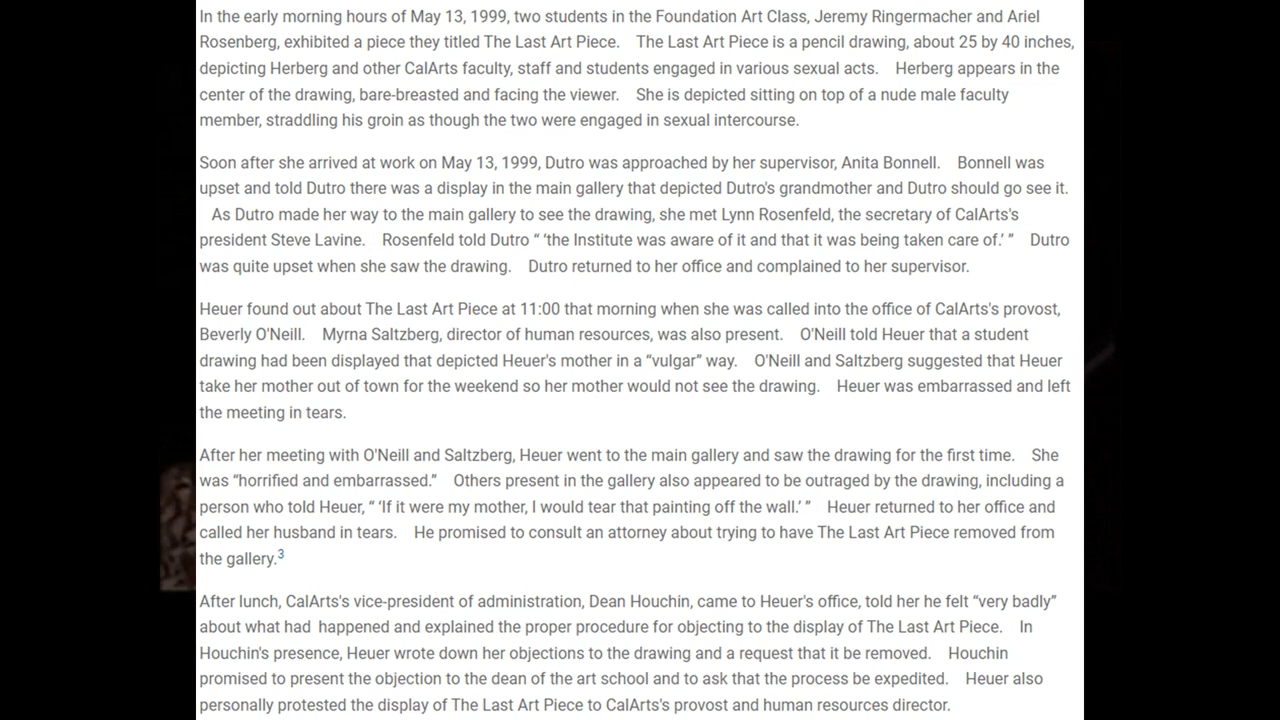 In the early morning hours of May 13, 1999, two students in the Foundation Art Class, Jeremy Ringermacher and Ariel
Rosenberg, exhibited a piece they titled The Last Art Piece. The Last Art Piece is a pencil drawing, about 25 by 40 inches,
depicting Herberg and other CalArts faculty, staff and students engaged in various sexual acts. Herberg appears in the
center of the drawing, bare-breasted and facing the viewer. She is depicted sitting on top of a nude male faculty
member, straddling his groin as though the two were engaged in sexual intercourse.
Soon after she arrived at work on May 13, 1999, Dutro was approached by her supervisor, Anita Bonnell. Bonnell was
upset and told Dutro there was a display in the main gallery that depicted Dutro's grandmother and Dutro should go see it.
As Dutro made her way to the main gallery to see the drawing, she met Lynn Rosenfeld, the secretary of CalArts's
president Steve Lavine. Rosenfeld told Dutro “ ‘the Institute was aware of it and that it was being taken care of.’ ” Dutro
was quite upset when she saw the drawing. Dutro returned to her office and complained to her supervisor.
Heuer found out about The Last Art Piece at 11:00 that morning when she was called into the office of CalArts's provost,
Beverly O'Neill. Myrna Saltzberg, director of human resources, was also present. O'Neill told Heuer that a student
drawing had been displayed that depicted Heuer's mother in a “vulgar” way. O'Neill and Saltzberg suggested that Heuer
take her mother out of town for the weekend so her mother would not see the drawing. Heuer was embarrassed and left
the meeting in tears.
After her meeting with O'Neill and Saltzberg, Heuer went to the main gallery and saw the drawing for the first time. She
was “horrified and embarrassed.” Others present in the gallery also appeared to be outraged by the drawing, including a
person who told Heuer, “ ‘If it were my mother, I would tear that painting off the wall.’ ” Heuer returned to her office and
called her husband in tears. He promised to consult an attorney about trying to have The Last Art Piece removed from
the gallery.3
After lunch, CalArts's vice-president of administration, Dean Houchin, came to Heuer's office, told her he felt “very badly”
about what had happened and explained the proper procedure for objecting to the display of The Last Art Piece. In
Houchin's presence, Heuer wrote down her objections to the drawing and a request that it be removed. Houchin
promised to present the objection to the dean of the art school and to ask that the process be expedited. Heuer also
personally protested the display of The Last Art Piece to CalArts's provost and human resources director.